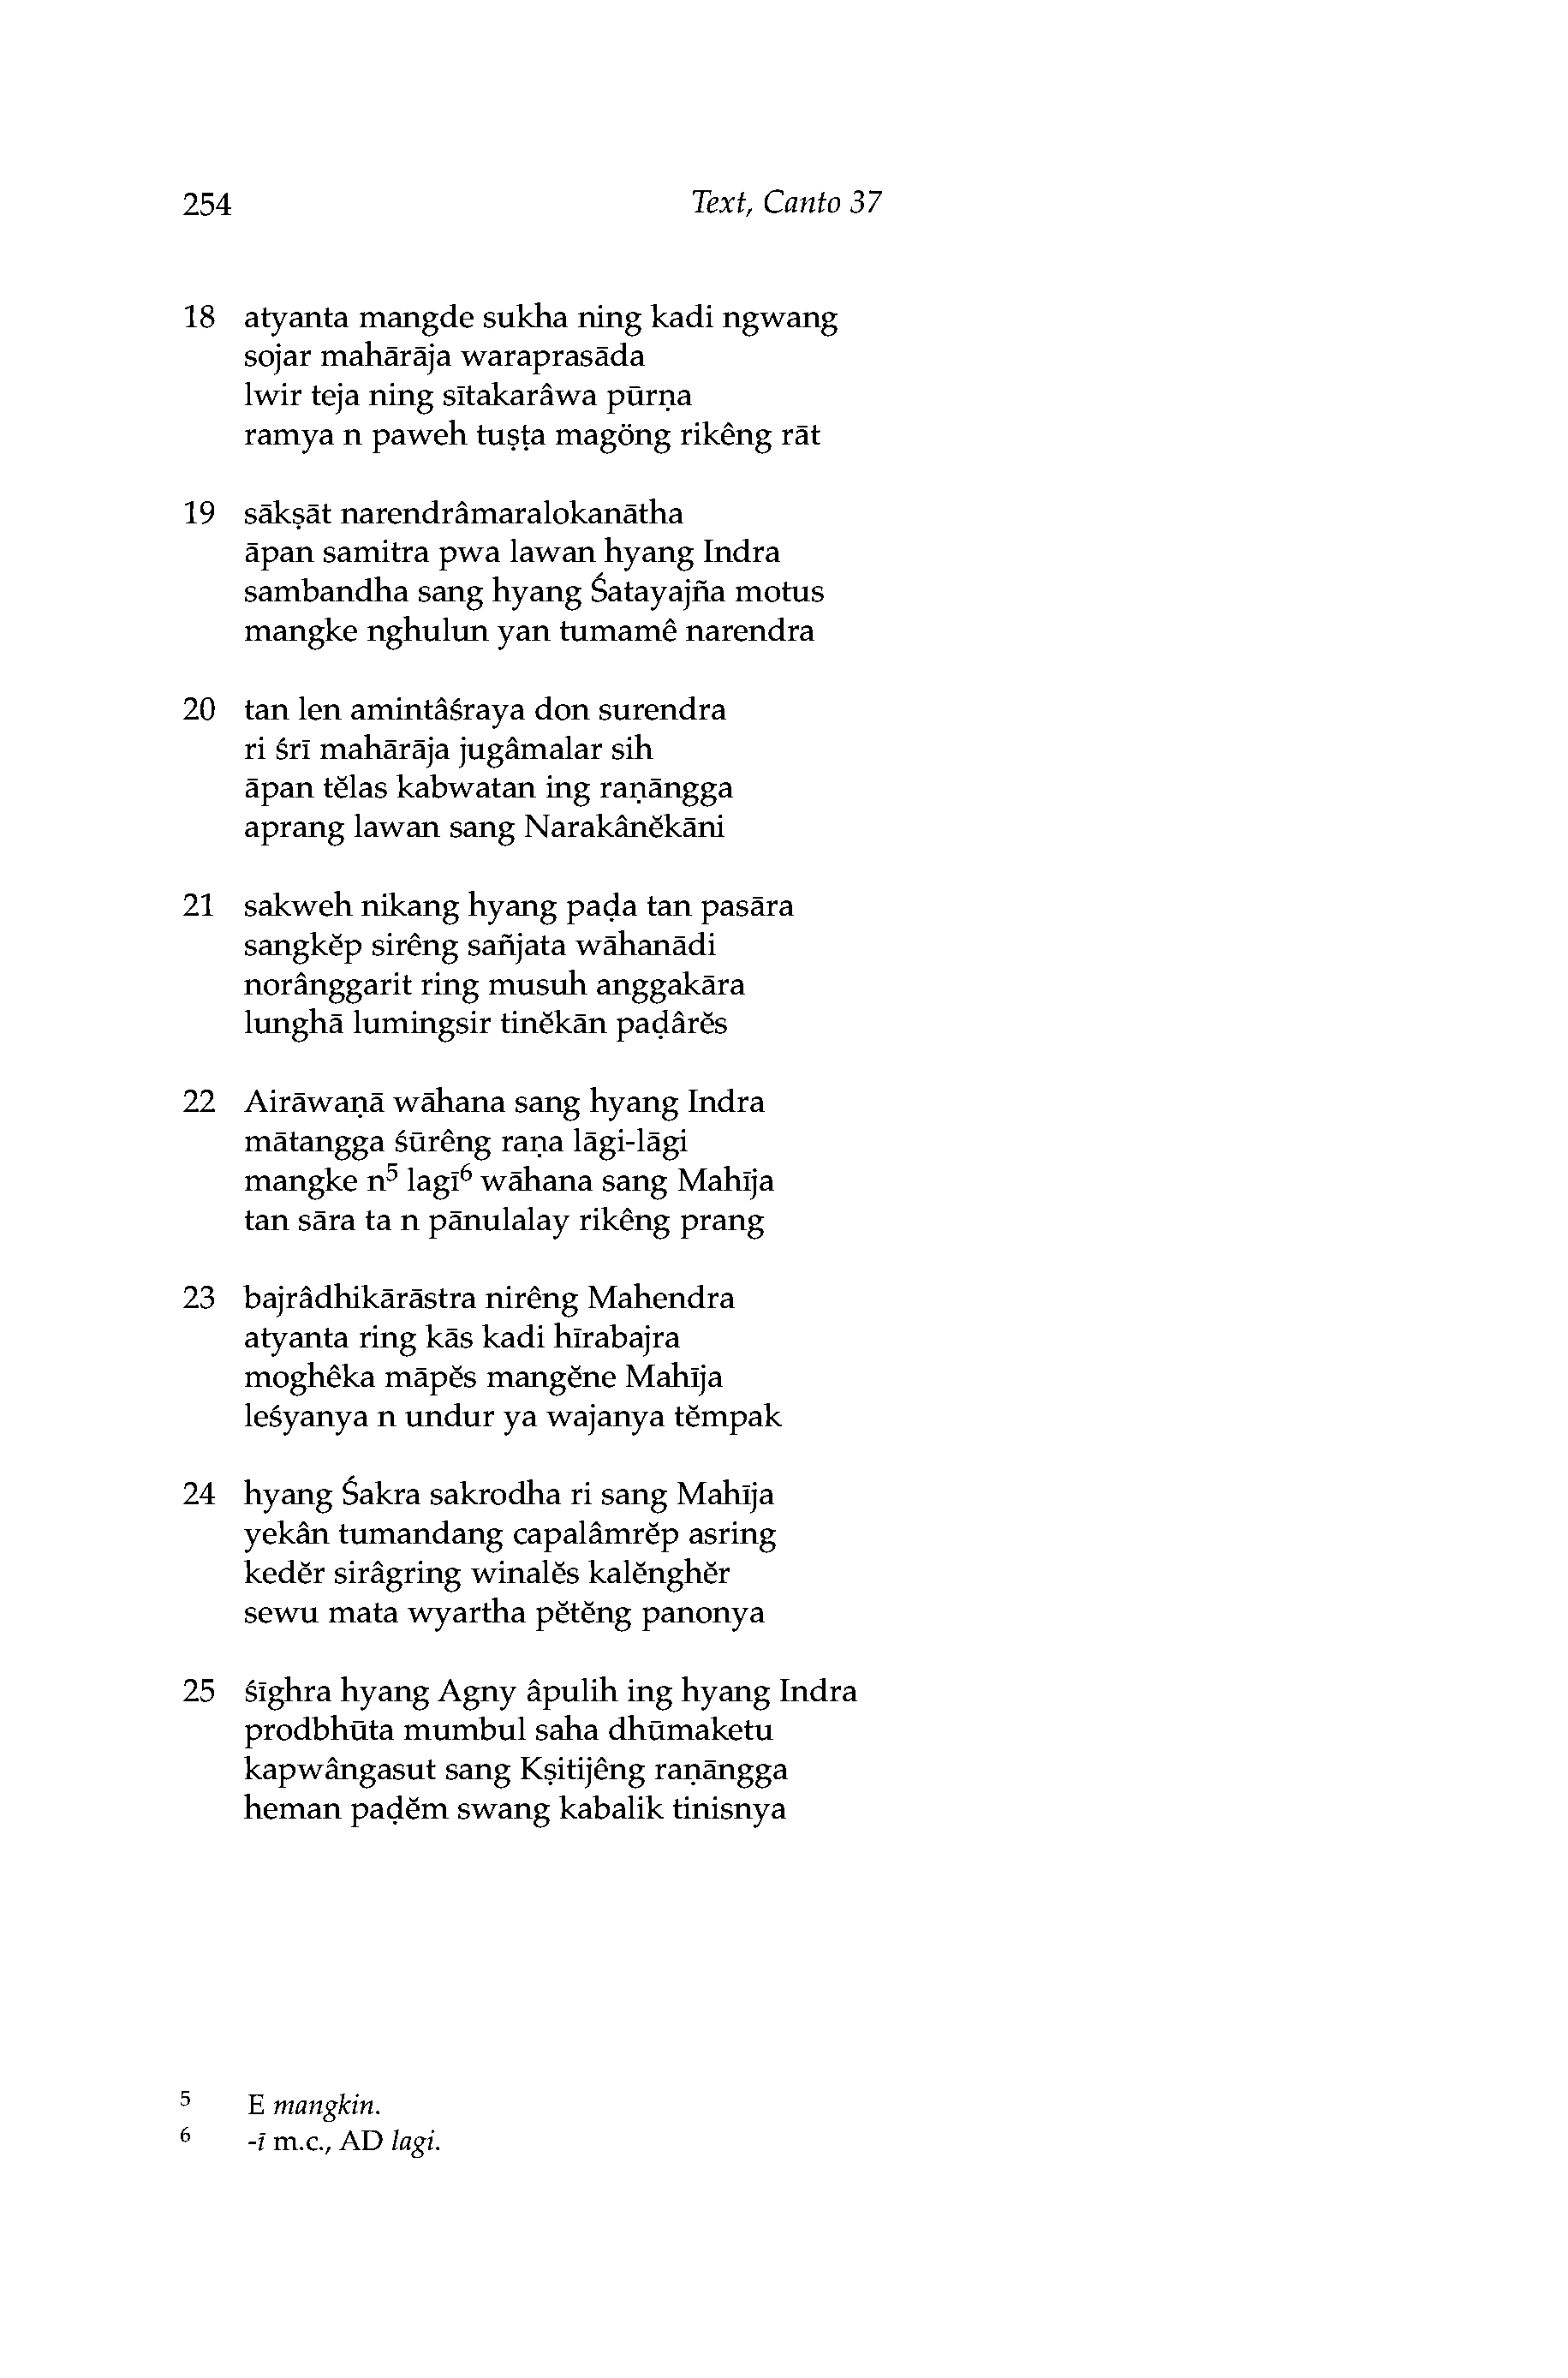 254 Text, Canto 37
18 atyanta mangde sukha ning kadi ngwang
sojar mahārāja waraprasāda
lwir teja ning sītakarâwa pūrṇa
ramya n paweh tuṣṭa magöng rikêng rāt
19 sākṣāt narendrâmaralokanātha
āpan samitra pwa lawan hyang Indra
sambandha sang hyang Śatayajña motus
mangke nghulun yan tumamê narendra
20 tan len amintâśraya don surendra
ri śrī mahārāja jugâmalar sih
āpan tĕlas kabwatan ing raṇāngga
aprang lawan sang Narakânĕkāni
21 sakweh nikang hyang paḍa tan pasāra
sangkĕp sirêng sañjata wāhanādi
norânggarit ring musuh anggakāra
lunghā lumingsir tinĕkān paḍârĕs
22 Airāwaṇā wāhana sang hyang Indra
mātangga śūrêng raṇa lāgi-lāgi
mangke n⁵ lagī⁶ wāhana sang Mahīja
tan sāra ta n pānulalay rikêng prang
23 bajrâdhikārāstra nirêng Mahendra
atyanta ring kās kadi hīrabajra
moghêka māpĕs mangĕne Mahīja
leśyanya n undur ya wajanya tĕmpak
24 hyang Śakra sakrodha ri sang Mahīja
yekân tumandang capalâmrĕp asring
kedĕr sirâgring winalĕs kalĕnghĕr
sewu mata wyartha pĕtĕng panonya
25 śīghra hyang Agny âpulih ing hyang Indra
prodbhūta mumbul saha dhūmaketu
kapwângasut sang Kṣitijêng raṇāngga
heman paḍĕm swang kabalik tinisnya
5 E mangkin.
6 -ī m.c., AD lagi.